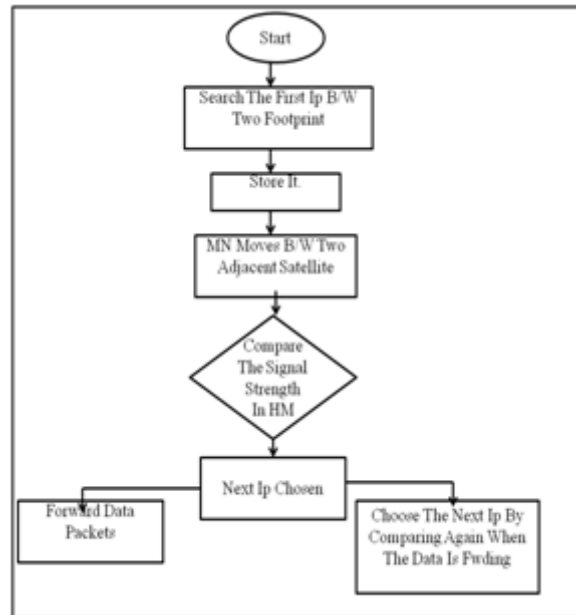 Start
Search The First Ip B/W
Two Footprint
Store It.
MN Moves B/W Two
Adjacent Satellite
Compare
The Signal
Strength
In HM
Next Ip Chosen
Forward Data
Packets
Choose The Next Ip By
Comparing Again When
The Data Is Fwding